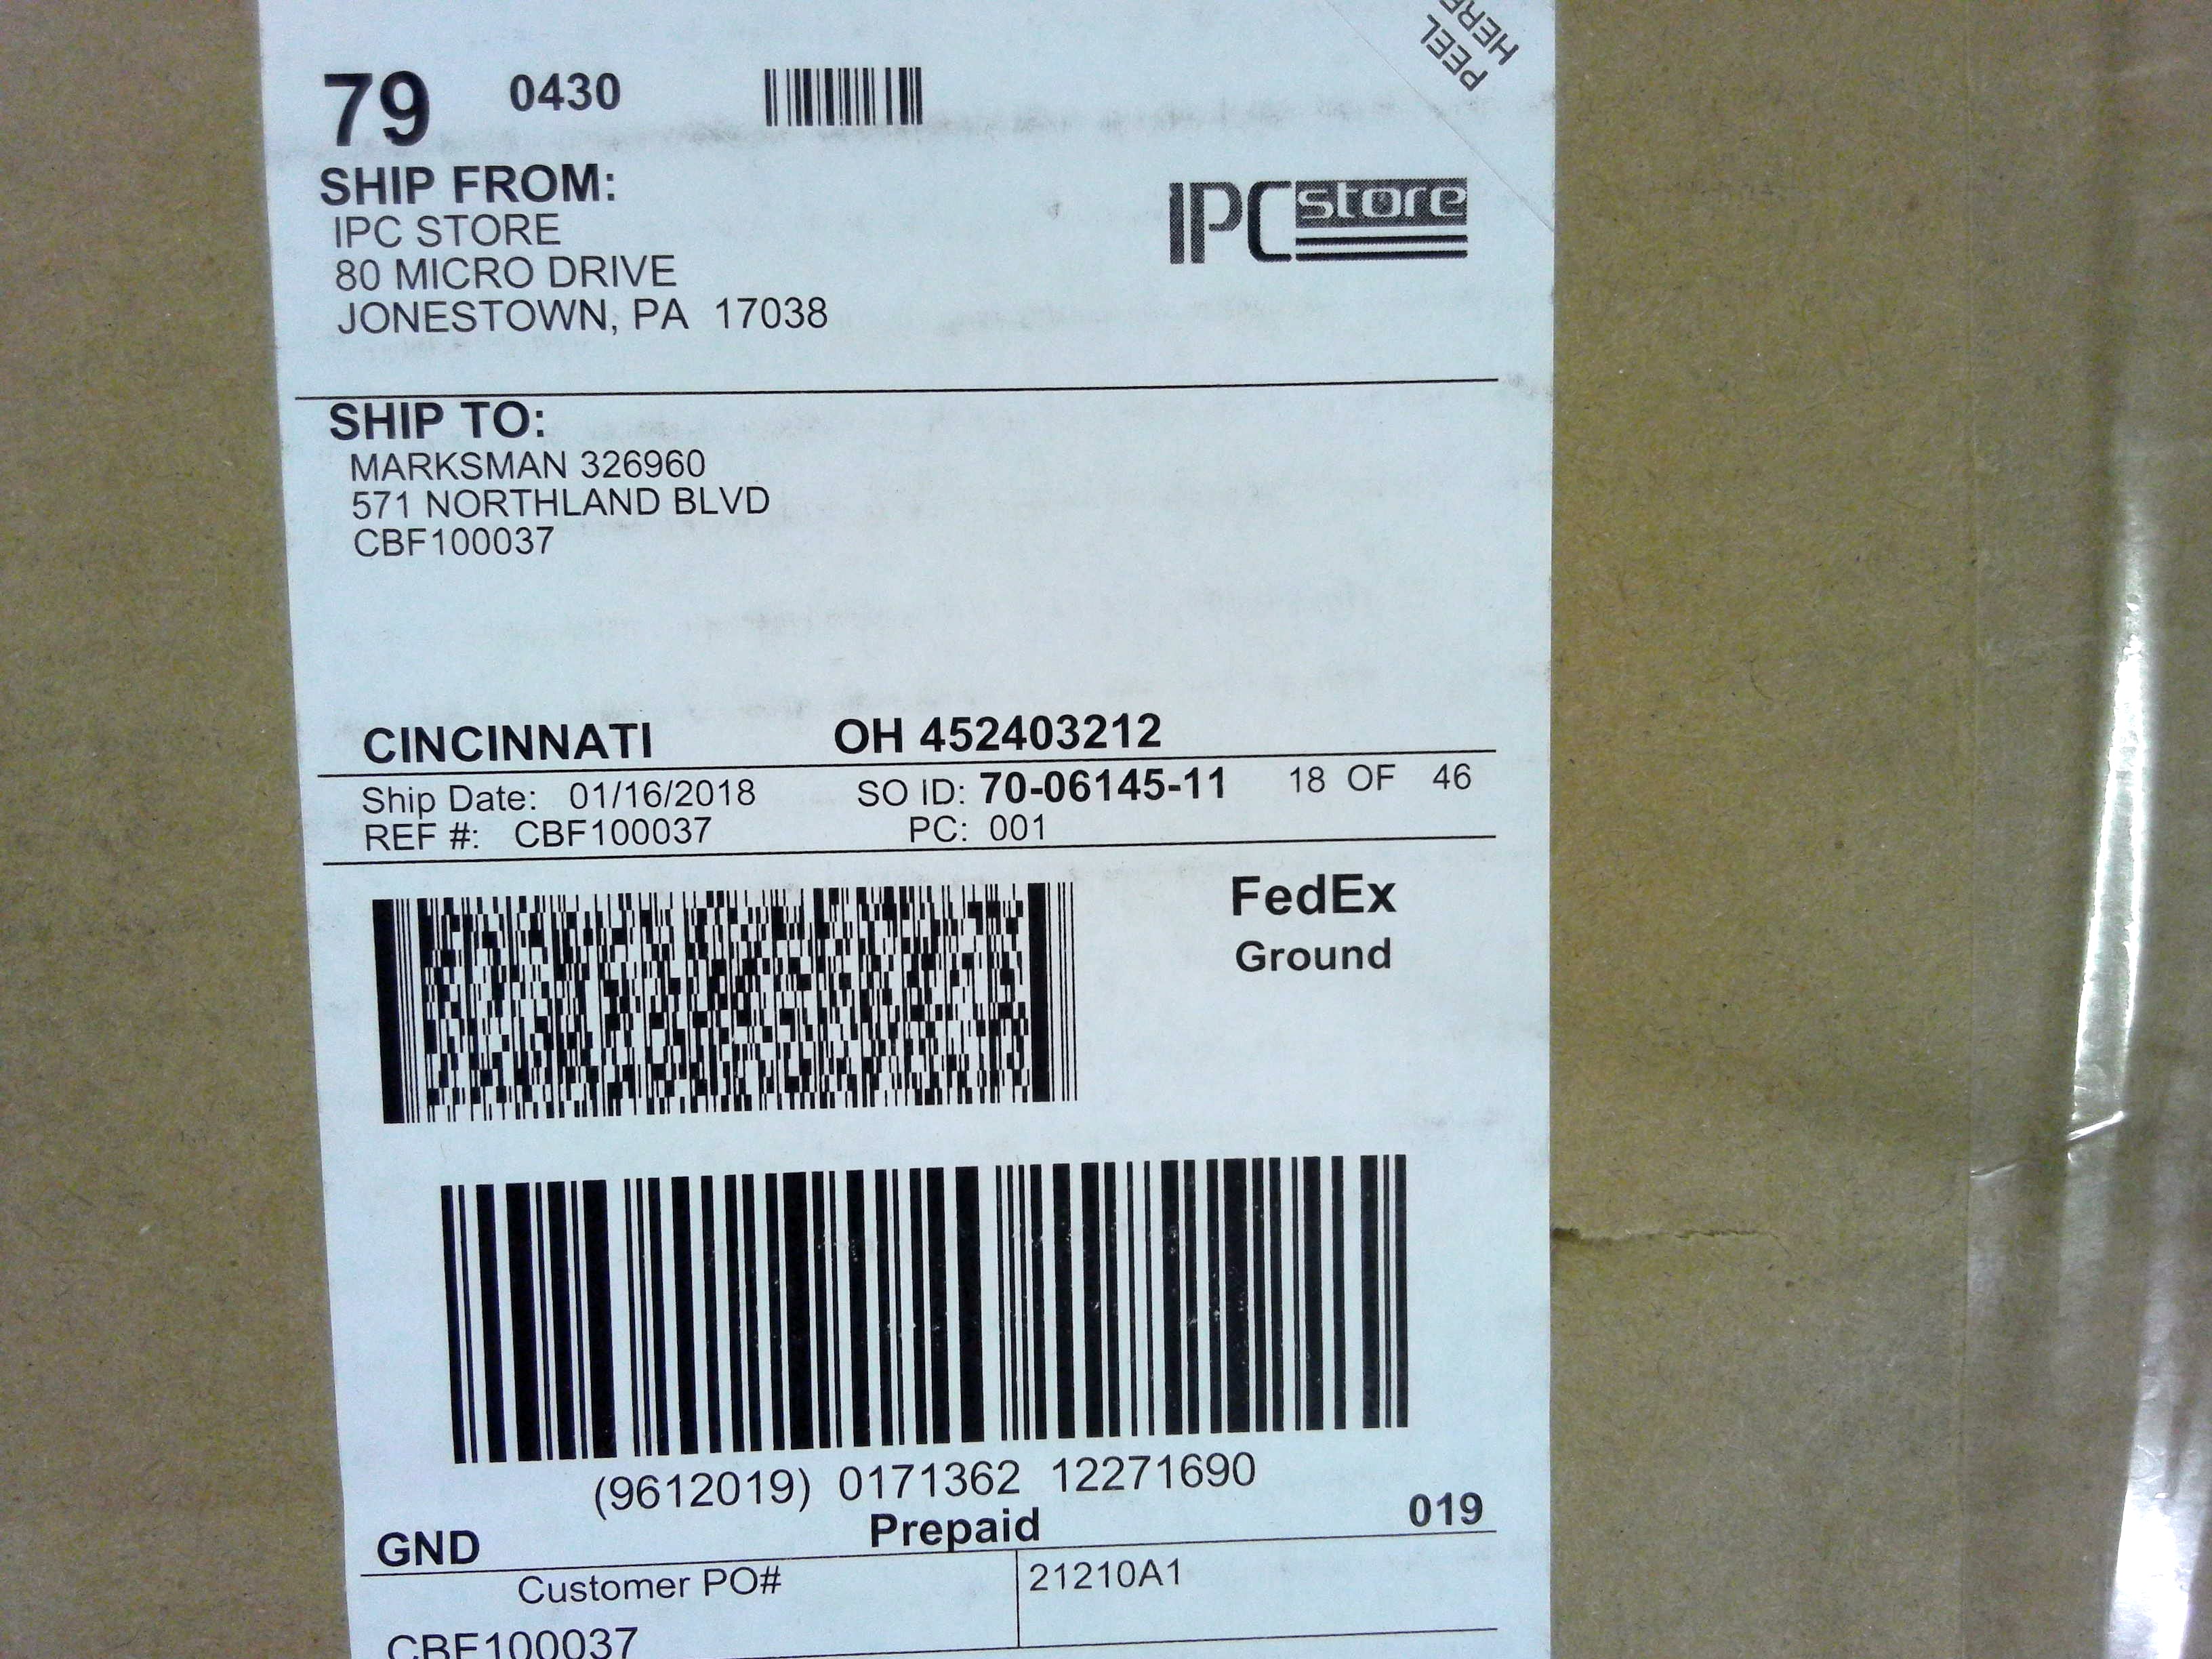 PEEL
HERE
79 0430
SHIP FROM:
IPC STORE
80 MICRO DRIVE
JONESTOWN, PA 17038
IPC store
SHIP TO:
MARKSMAN 326960
571 NORTHLAND BLVD
CBF100037
CINCINNATI OH 452403212
Ship Date: 01/16/2018 SO ID: 70-06145-11 18 OF 46
REF #: CBF100037 PC: 001
FedEx
Ground
(9612019) 0171362 12271690
GND Prepaid 019
Customer PO# 21210A1
CBF100037